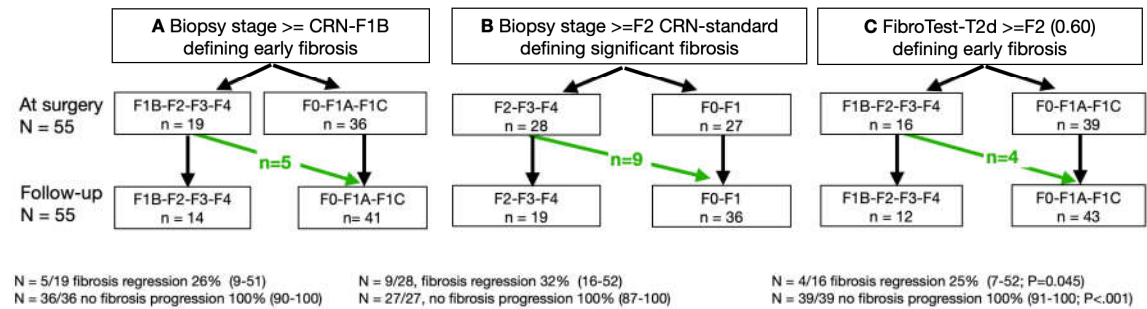 A Biopsy stage >= CRN-F1B
defining early fibrosis
B Biopsy stage >=F2 CRN-standard
defining significant fibrosis
C FibroTest-T2d >=F2 (0.60)
defining early fibrosis
At surgery
N = 55
F1B-F2-F3-F4
n = 19
F0-F1A-F1C
n = 36
F2-F3-F4
n = 28
F0-F1
n = 27
F1B-F2-F3-F4
n = 16
F0-F1A-F1C
n = 39
n=5
n=9
n=4
Follow-up
N = 55
F1B-F2-F3-F4
n = 14
F0-F1A-F1C
n= 41
F2-F3-F4
n = 19
F0-F1
n = 36
F1B-F2-F3-F4
n = 12
F0-F1A-F1C
n = 43
N = 5/19 fibrosis regression 26% (9-51)
N = 36/36 no fibrosis progression 100% (90-100)
N = 9/28, fibrosis regression 32% (16-52)
N = 27/27, no fibrosis progression 100% (87-100)
N = 4/16 fibrosis regression 25% (7-52; P=0.045)
N = 39/39 no fibrosis progression 100% (91-100; P<.001)